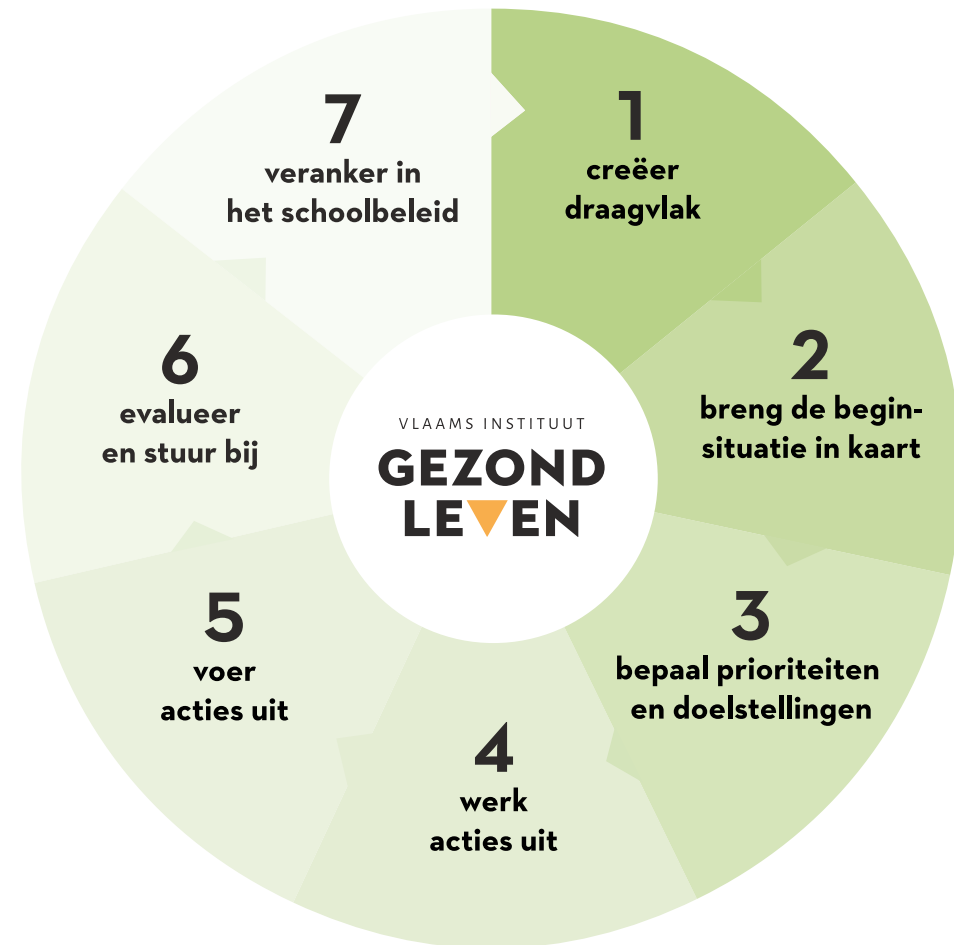 1
creëer
draagvlak
2
breng de begin-
situatie in kaart
3
bepaal prioriteiten
en doelstellingen
4
werk
acties uit
5
voer
acties uit
6
evalueer
en stuur bij
7
veranker in
het schoolbeleid
VLAAMS INSTITUUT
GEZOND
LEVEN